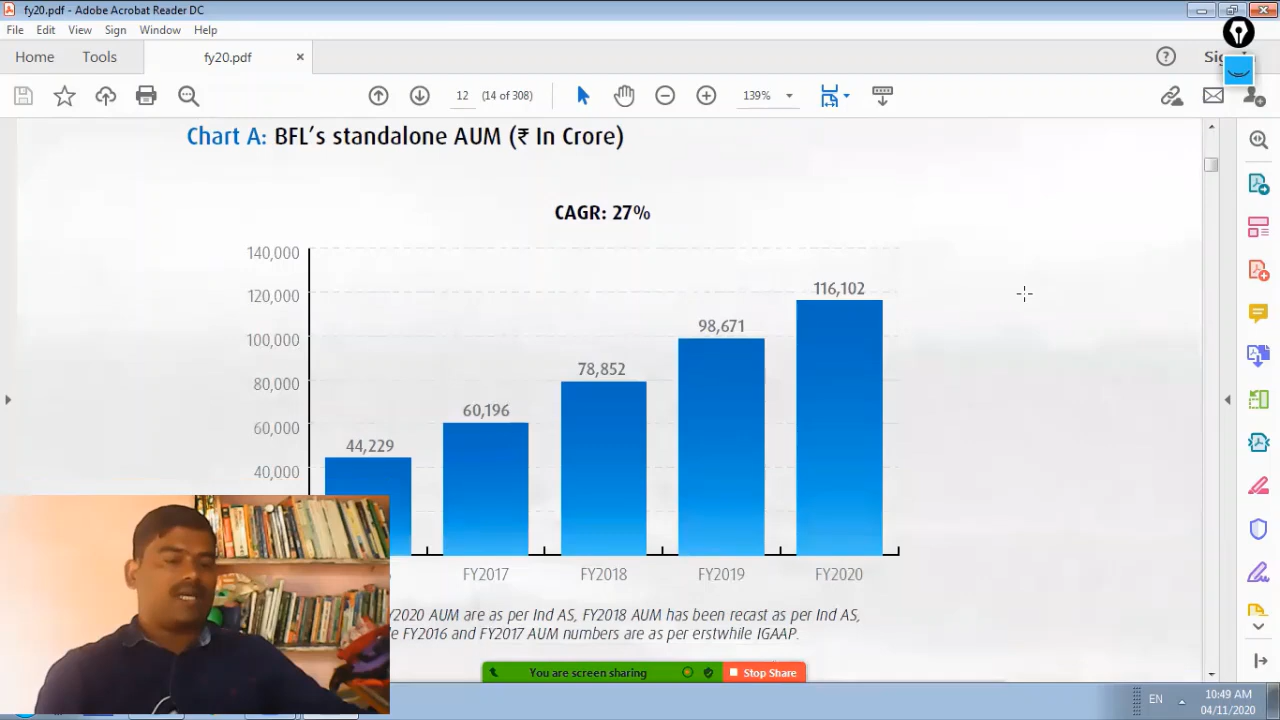 fy20.pdf - Adobe Acrobat Reader DC
File Edit View Sign Window Help
Home Tools fy20.pdf ×
12 (14 of 308) 139%
Chart A: BFL's standalone AUM (₹ In Crore)
CAGR: 27%
140,000
120,000
100,000
80,000
60,000
40,000
44,229
60,196
78,852
98,671
116,102
FY2017 FY2018 FY2019 FY2020
2020 AUM are as per Ind AS, FY2018 AUM has been recast as per Ind AS,
FY2016 and FY2017 AUM numbers are as per erstwhile IGAAP.
You are screen sharing Stop Share
EN 10:49 AM
04/11/2020